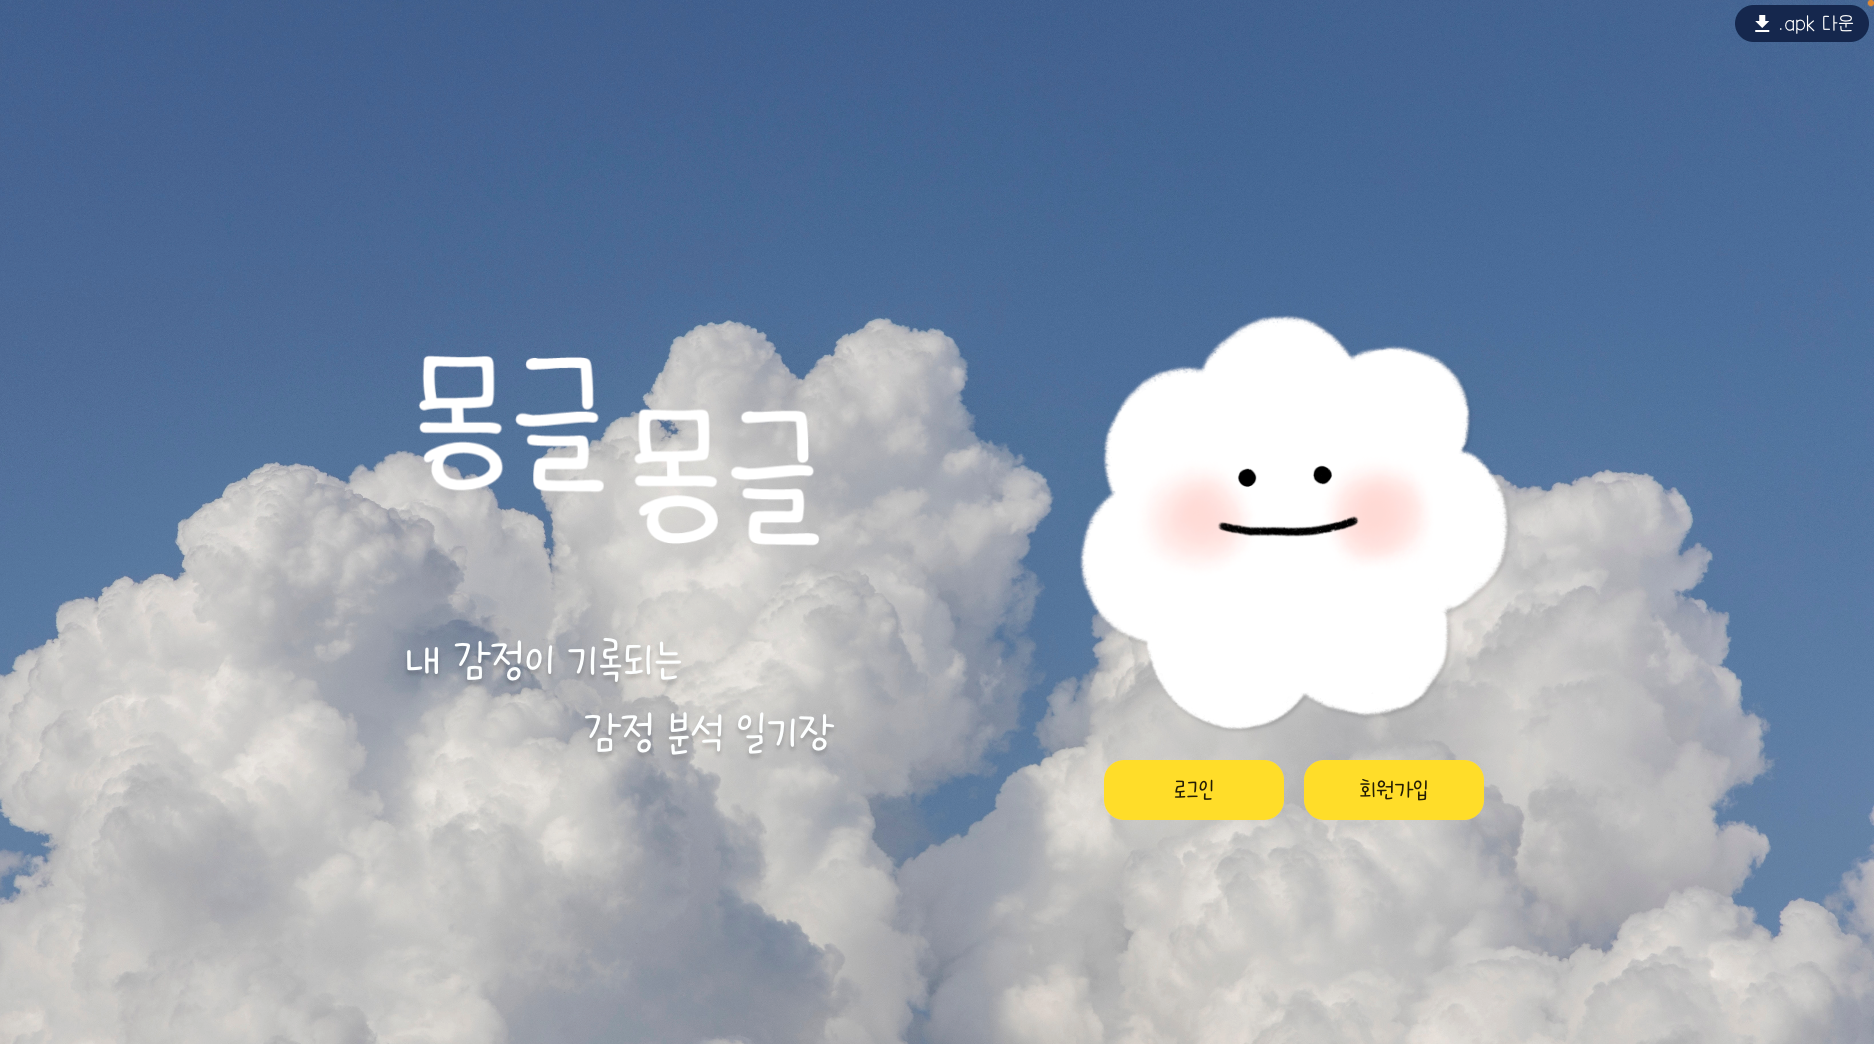 .apk 다운
몽글
몽글
내 감정이 기록되는
감정 분석 일기장
로그인
회원가입